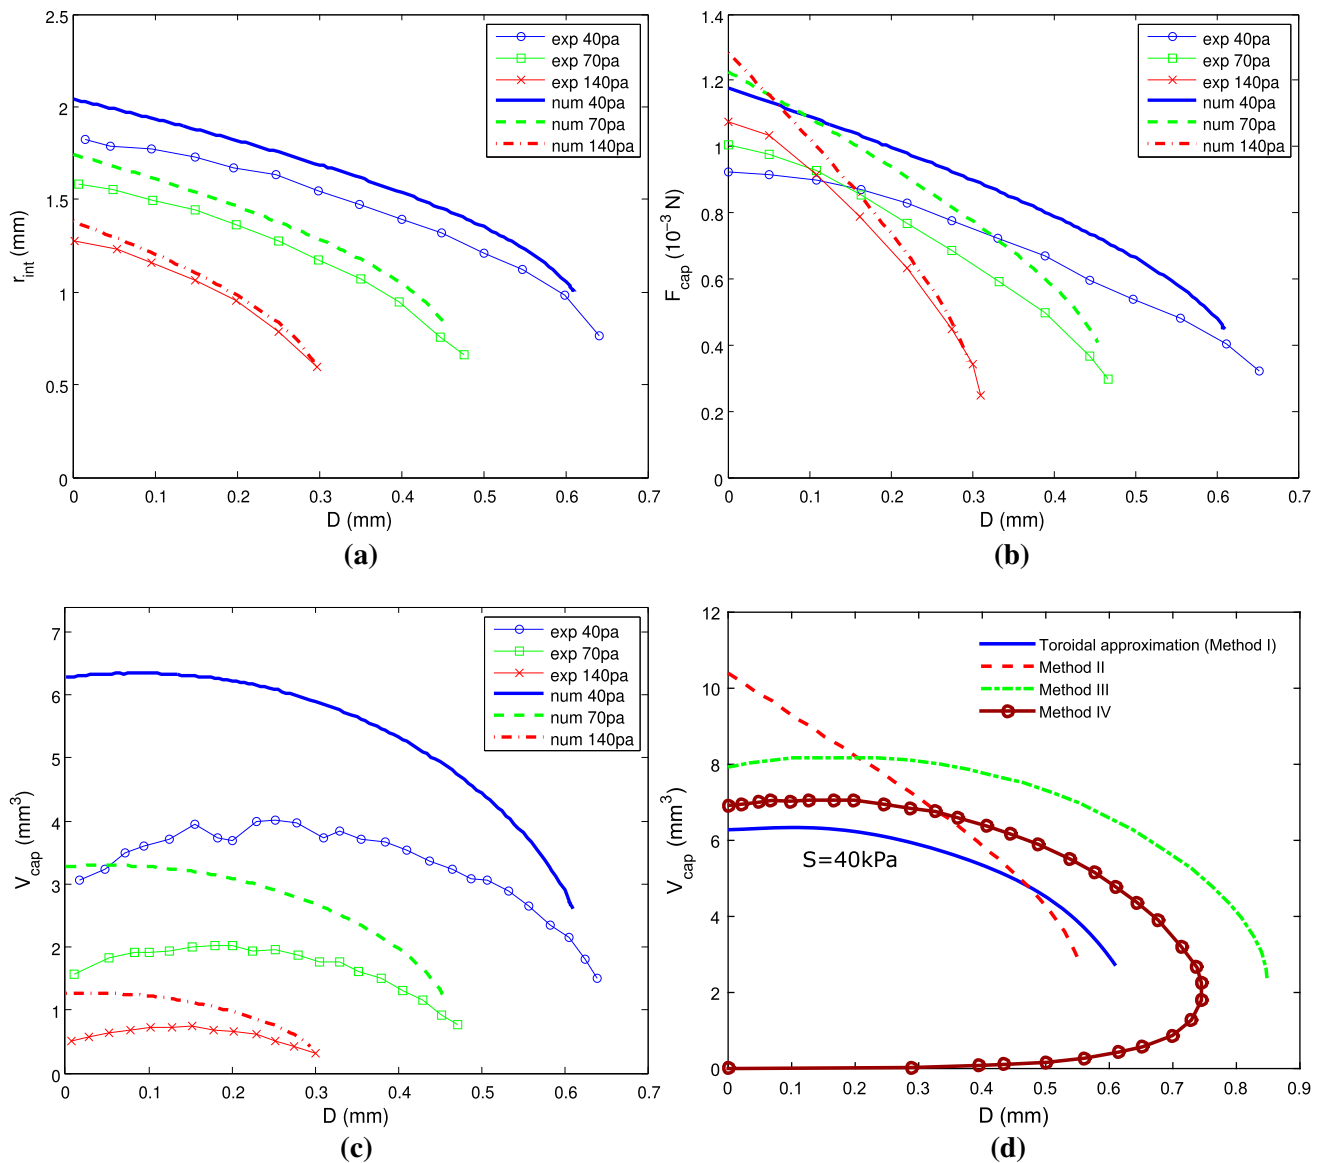 2.5
2
1.5
1
0.5
0
0 0.1 0.2 0.3 0.4 0.5 0.6 0.7
r_int (mm)
D (mm)
exp 40pa
exp 70pa
exp 140pa
num 40pa
num 70pa
num 140pa
(a)
1.4
1.2
1
0.8
0.6
0.4
0.2
0
0 0.1 0.2 0.3 0.4 0.5 0.6 0.7
F_cap (10^-3 N)
D (mm)
exp 40pa
exp 70pa
exp 140pa
num 40pa
num 70pa
num 140pa
(b)
7
6
5
4
3
2
1
0
0 0.1 0.2 0.3 0.4 0.5 0.6 0.7
V_cap (mm^3)
D (mm)
exp 40pa
exp 70pa
exp 140pa
num 40pa
num 70pa
num 140pa
(c)
12
10
8
6
4
2
0
0 0.1 0.2 0.3 0.4 0.5 0.6 0.7 0.8 0.9
V_cap (mm^3)
D (mm)
Toroidal approximation (Method I)
Method II
Method III
Method IV
S=40kPa
(d)